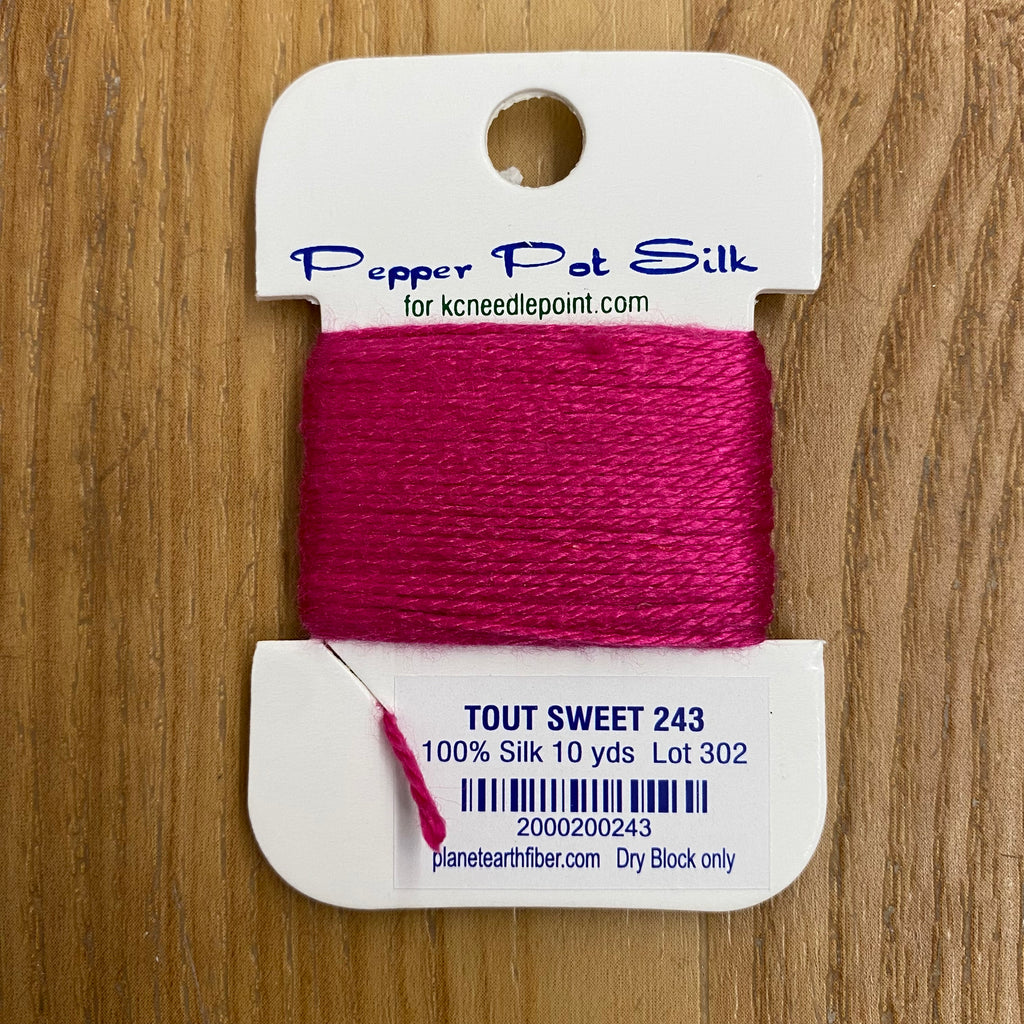 Pepper Pot Silk
for kcneedlepoint.com
TOUT SWEET 243
100% Silk 10 yds Lot 302
2000200243
planetearthfiber.com Dry Block only